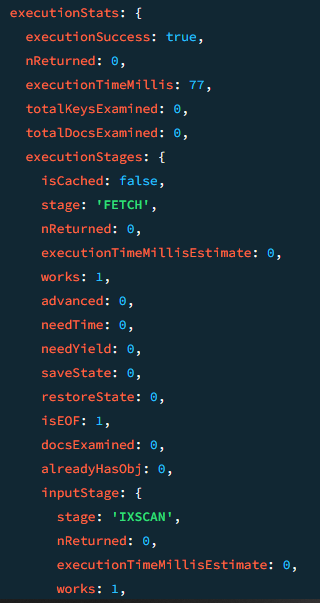 executionStats: {
executionSuccess: true,
nReturned: 0,
executionTimeMillis: 77,
totalKeysExamined: 0,
totalDocsExamined: 0,
executionStages: {
isCached: false,
stage: 'FETCH',
nReturned: 0,
executionTimeMillisEstimate: 0,
works: 1,
advanced: 0,
needTime: 0,
needYield: 0,
saveState: 0,
restoreState: 0,
isEOF: 1,
docsExamined: 0,
alreadyHasObj: 0,
inputStage: {
stage: 'IXSCAN',
nReturned: 0,
executionTimeMillisEstimate: 0,
works: 1,